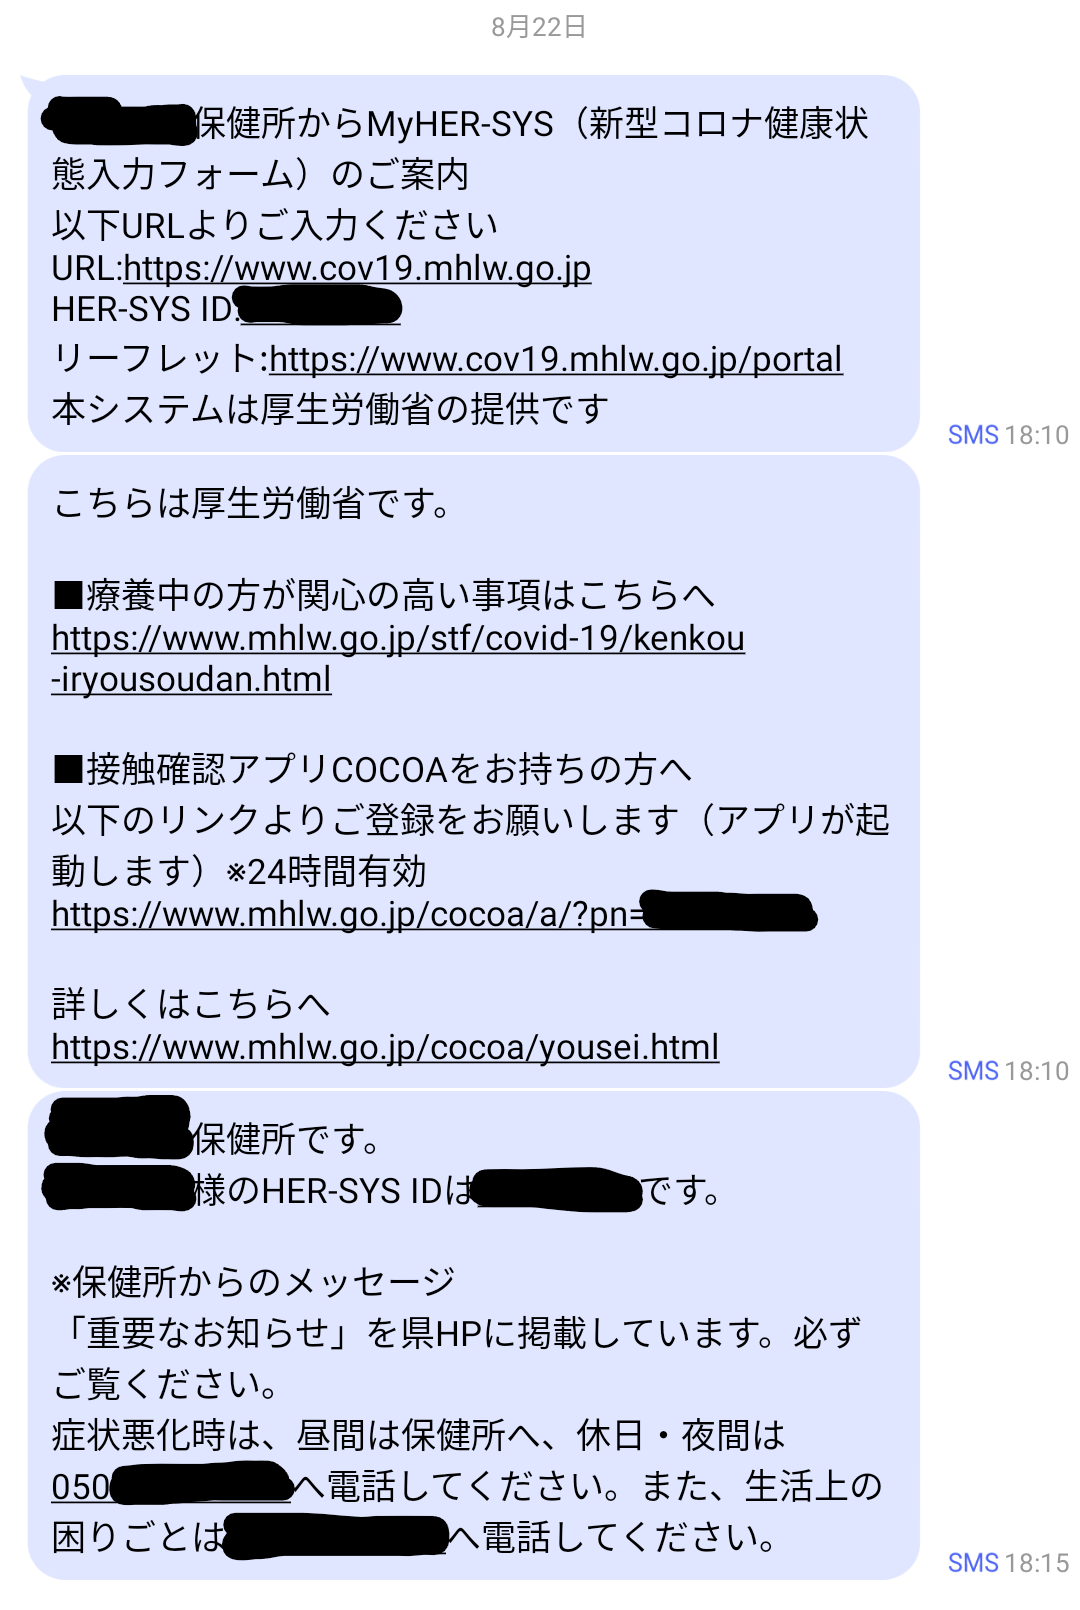 8月22日
保健所からMyHER-SYS（新型コロナ健康状
態入力フォーム）のご案内
以下URLよりご入力ください
URL:https://www.cov19.mhlw.go.jp
HER-SYS ID:
リーフレット:https://www.cov19.mhlw.go.jp/portal
本システムは厚生労働省の提供です
SMS 18:10
こちらは厚生労働省です。
■療養中の方が関心の高い事項はこちらへ
https://www.mhlw.go.jp/stf/covid-19/kenkou
-iryousoudan.html
■接触確認アプリCOCOAをお持ちの方へ
以下のリンクよりご登録をお願いします（アプリが起
動します）※24時間有効
https://www.mhlw.go.jp/cocoa/a/?pn=
詳しくはこちらへ
https://www.mhlw.go.jp/cocoa/yousei.html
SMS 18:10
保健所です。
様のHER-SYS IDは です。
※保健所からのメッセージ
「重要なお知らせ」を県HPに掲載しています。必ず
ご覧ください。
症状悪化時は、昼間は保健所へ、休日・夜間は
050 へ電話してください。また、生活上の
困りごとは へ電話してください。
SMS 18:15